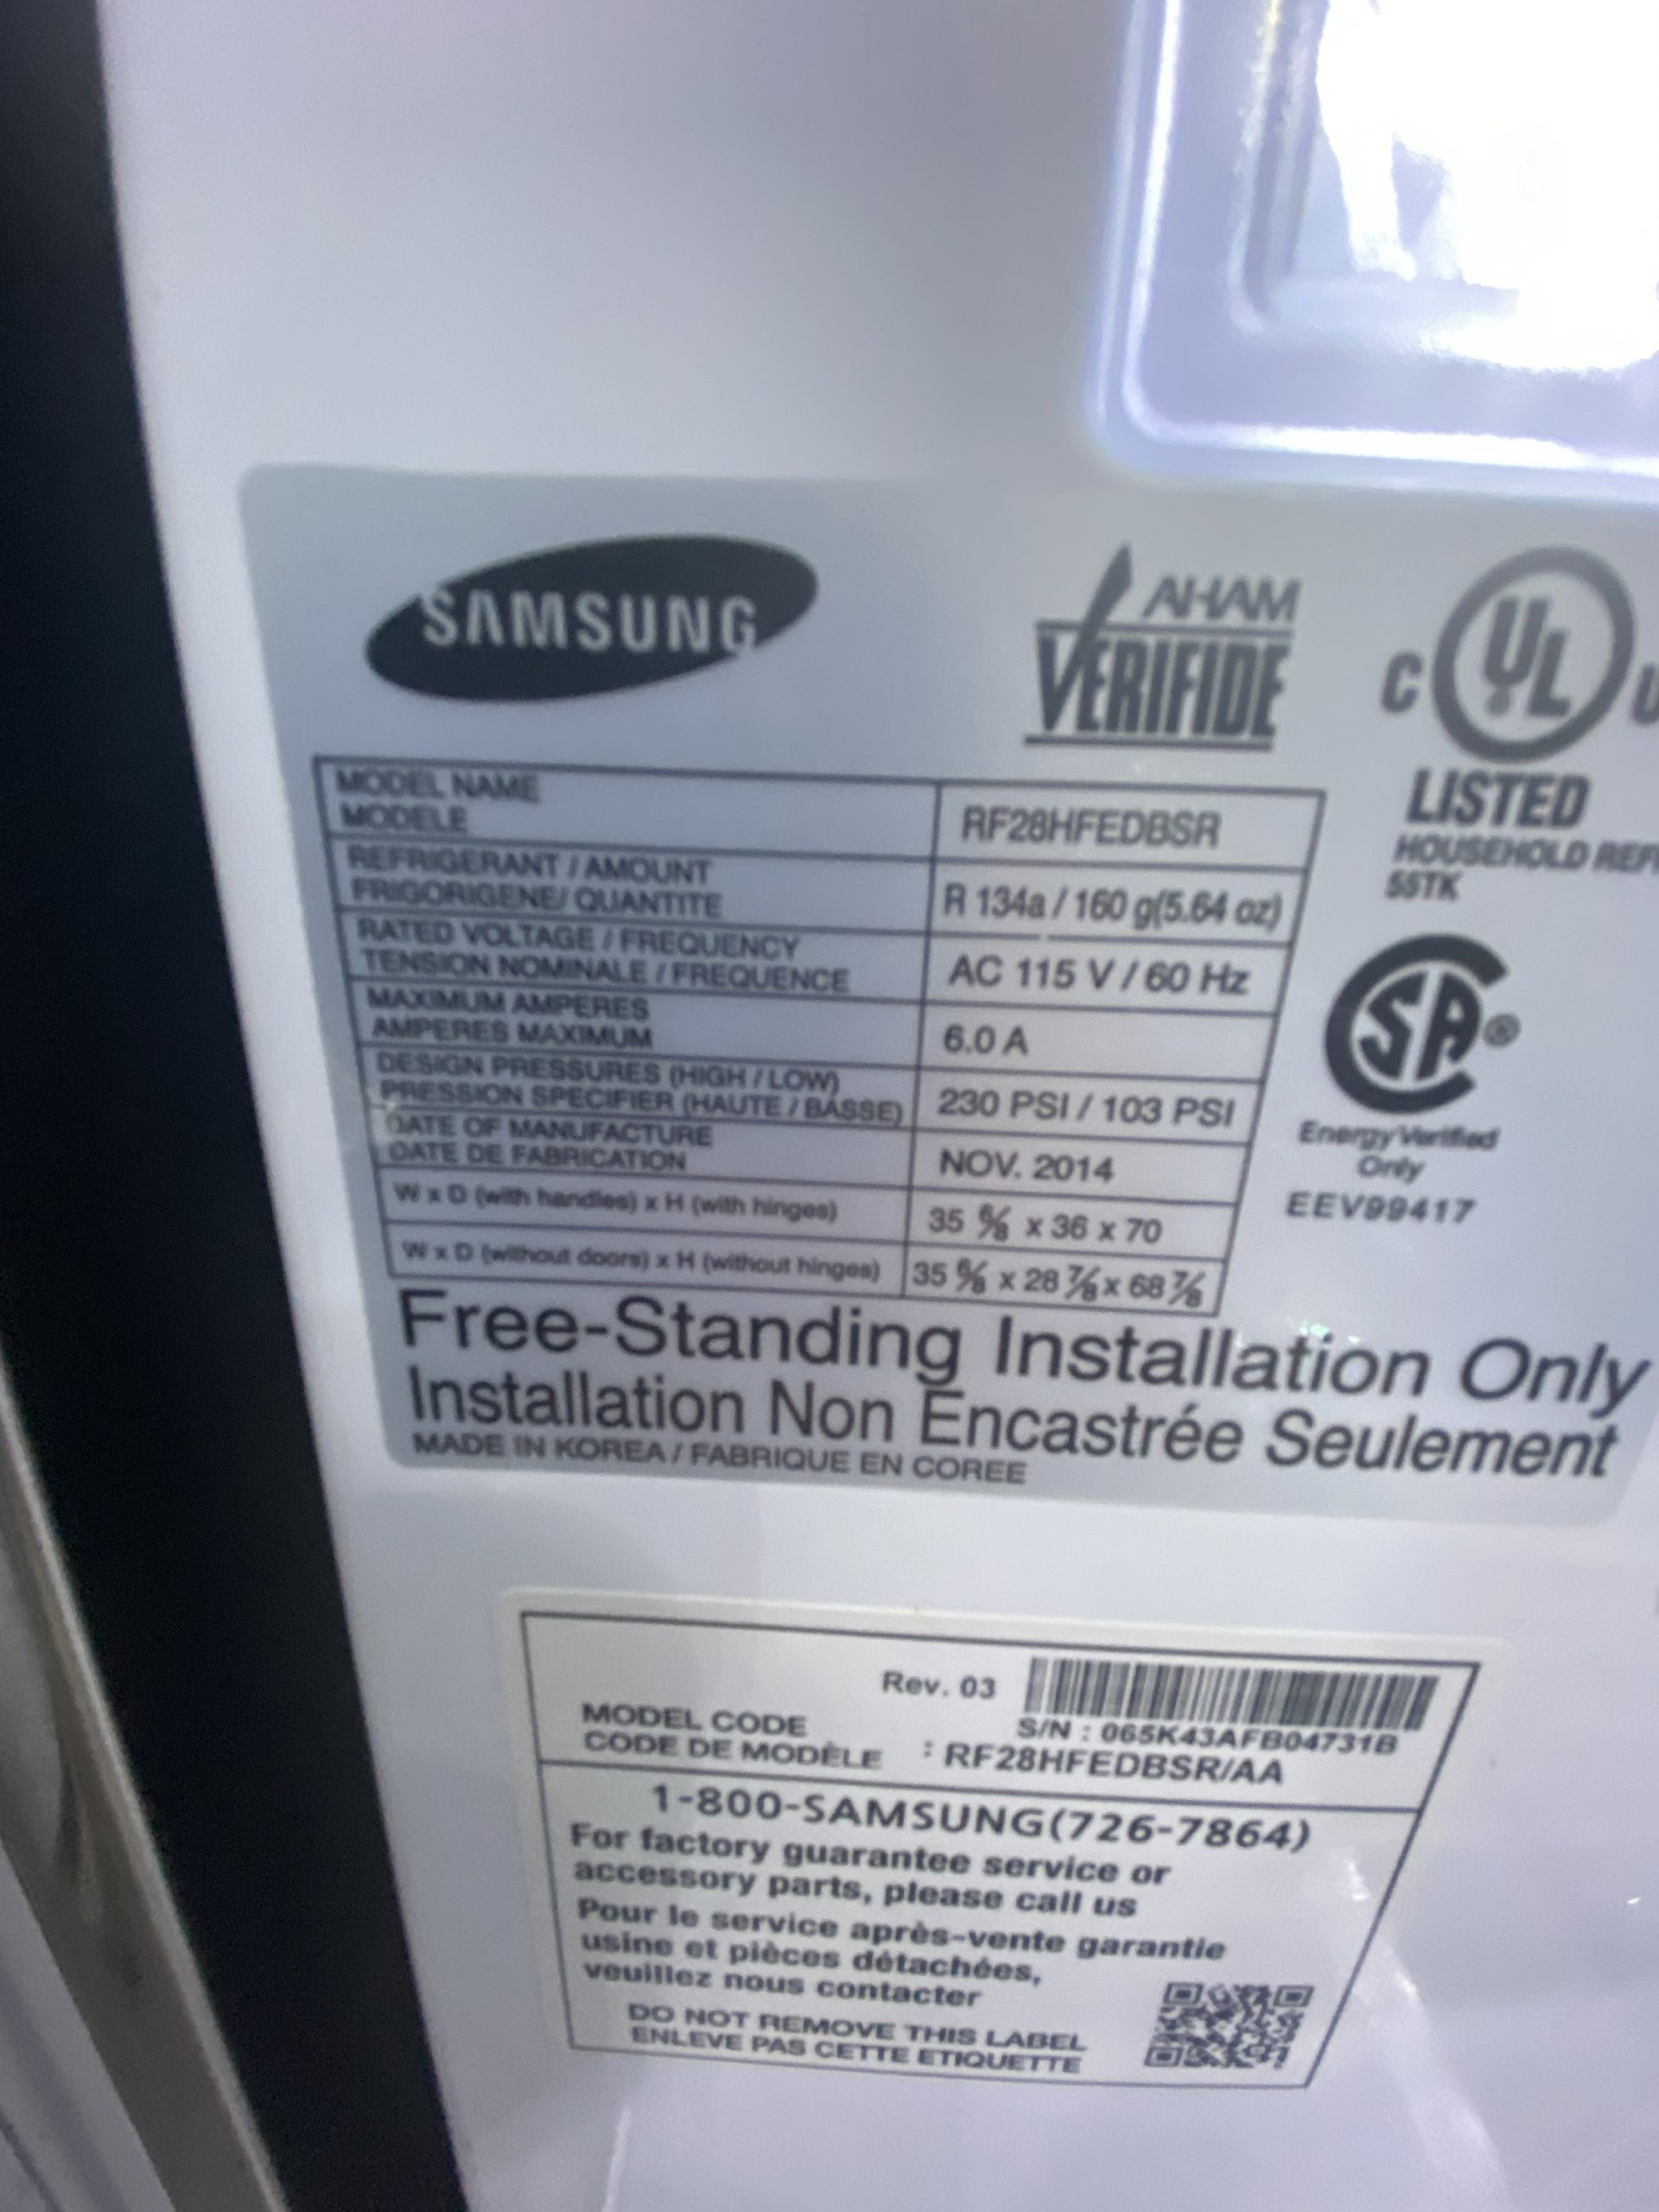 SAMSUNG
AHAM
VERIFIDE
C UL
LISTED
HOUSEHOLD
55TK
SA®
Energy Verified
Only
EEV99417
MODEL NAME
MODELE
RF28HFEDBSR
REFRIGERANT / AMOUNT
FRIGORIGENE/ QUANTITE
R 134a / 160 g(5.64 oz)
RATED VOLTAGE / FREQUENCY
TENSION NOMINALE / FREQUENCE
AC 115 V / 60 Hz
MAXIMUM AMPERES
AMPERES MAXIMUM
6.0 A
DESIGN PRESSURES (HIGH / LOW)
PRESSION SPECIFIER (HAUTE / BASSE)
230 PSI / 103 PSI
DATE OF MANUFACTURE
DATE DE FABRICATION
NOV. 2014
W x D (with handles) x H (with hinges)
35 6/8 x 36 x 70
W x D (without doors) x H (without hinges)
35 6/8 x 28 7/8 x 68 7/8
Free-Standing Installation Only
Installation Non Encastrée Seulement
MADE IN KOREA / FABRIQUE EN COREE
Rev. 03
S/N : 065K43AFB04731B
MODEL CODE
CODE DE MODÈLE : RF28HFEDBSR/AA
1-800-SAMSUNG(726-7864)
For factory guarantee service or
accessory parts, please call us
Pour le service après-vente garantie
usine et pièces détachées,
veuillez nous contacter
DO NOT REMOVE THIS LABEL
ENLEVE PAS CETTE ETIQUETTE